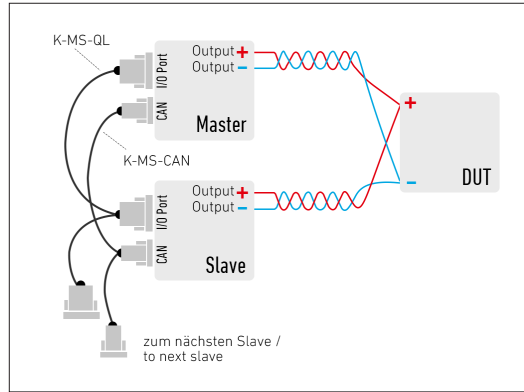 K-MS-QL
I/O Port
CAN
Output +
Output -
Master
K-MS-CAN
+
-
DUT
I/O Port
CAN
Output +
Output -
Slave
zum nächsten Slave /
to next slave